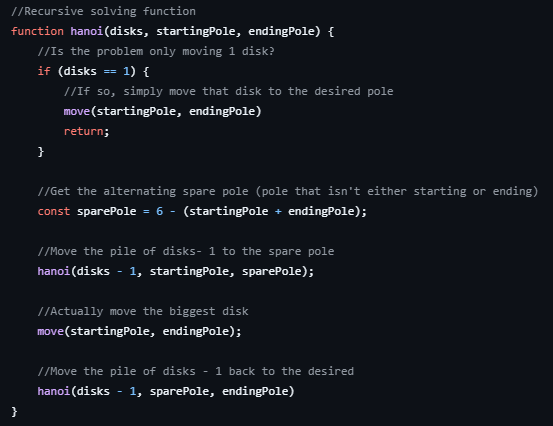 //Recursive solving function
function hanoi(disks, startingPole, endingPole) {
    //Is the problem only moving 1 disk?
    if (disks == 1) {
        //If so, simply move that disk to the desired pole
        move(startingPole, endingPole)
        return;
    }

    //Get the alternating spare pole (pole that isn't either starting or ending)
    const sparePole = 6 - (startingPole + endingPole);

    //Move the pile of disks- 1 to the spare pole
    hanoi(disks - 1, startingPole, sparePole);

    //Actually move the biggest disk
    move(startingPole, endingPole);

    //Move the pile of disks - 1 back to the desired
    hanoi(disks - 1, sparePole, endingPole)
}